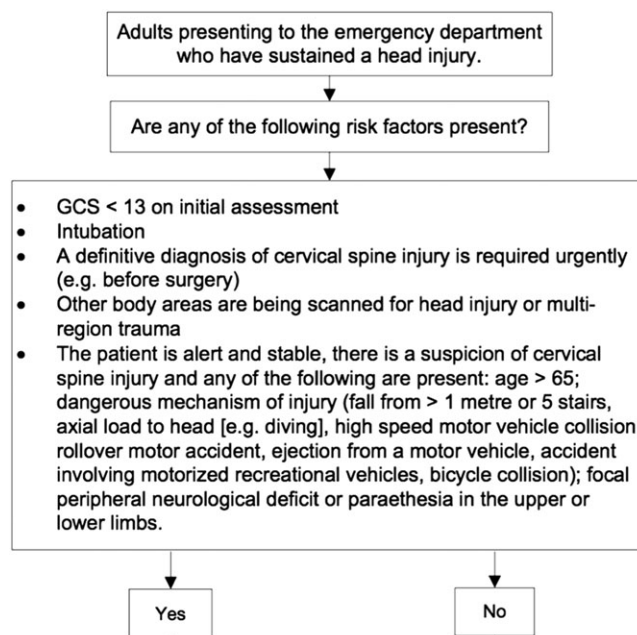 Adults presenting to the emergency department
who have sustained a head injury.
Are any of the following risk factors present?
• GCS < 13 on initial assessment
• Intubation
• A definitive diagnosis of cervical spine injury is required urgently
(e.g. before surgery)
• Other body areas are being scanned for head injury or multi-
region trauma
• The patient is alert and stable, there is a suspicion of cervical
spine injury and any of the following are present: age > 65;
dangerous mechanism of injury (fall from > 1 metre or 5 stairs,
axial load to head [e.g. diving], high speed motor vehicle collision
rollover motor accident, ejection from a motor vehicle, accident
involving motorized recreational vehicles, bicycle collision); focal
peripheral neurological deficit or paraethesia in the upper or
lower limbs.
Yes
No